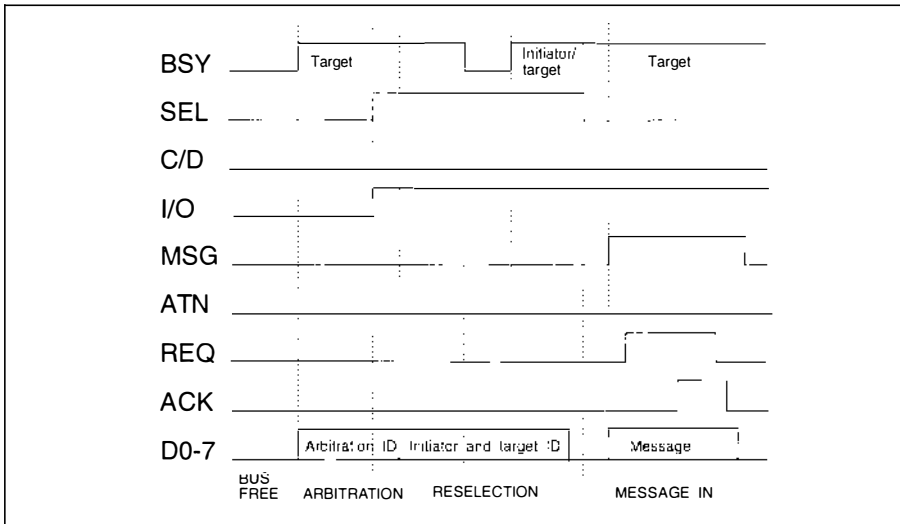 BSY
Target
Initiator/
target
Target
SEL
C/D
I/O
MSG
ATN
REQ
ACK
D0-7
Arbitration ID
Initiator and target ID
Message
BUS
FREE
ARBITRATION
RESELECTION
MESSAGE IN